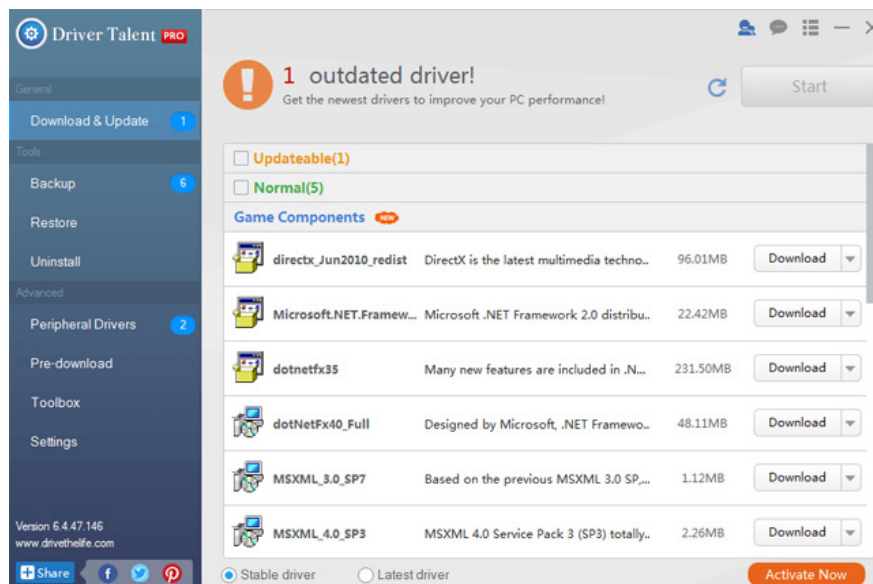 Driver Talent PRO
General
Download & Update 1
Tools
Backup 6
Restore
Uninstall
Advanced
Peripheral Drivers 2
Pre-download
Toolbox
Settings
Version 6.4.47.146
www.drivethelife.com
Share
1 outdated driver!
Get the newest drivers to improve your PC performance!
Start
Updateable(1)
Normal(5)
Game Components NEW
directx_Jun2010_redist DirectX is the latest multimedia techno.. 96.01MB Download
Microsoft.NET.Framew... Microsoft .NET Framework 2.0 distribu.. 22.42MB Download
dotnetfx35 Many new features are included in .N... 231.50MB Download
dotNetFx40_Full Designed by Microsoft, .NET Framewo.. 48.11MB Download
MSXML_3.0_SP7 Based on the previous MSXML 3.0 SP,... 1.12MB Download
MSXML_4.0_SP3 MSXML 4.0 Service Pack 3 (SP3) totally.. 2.26MB Download
Stable driver Latest driver Activate Now